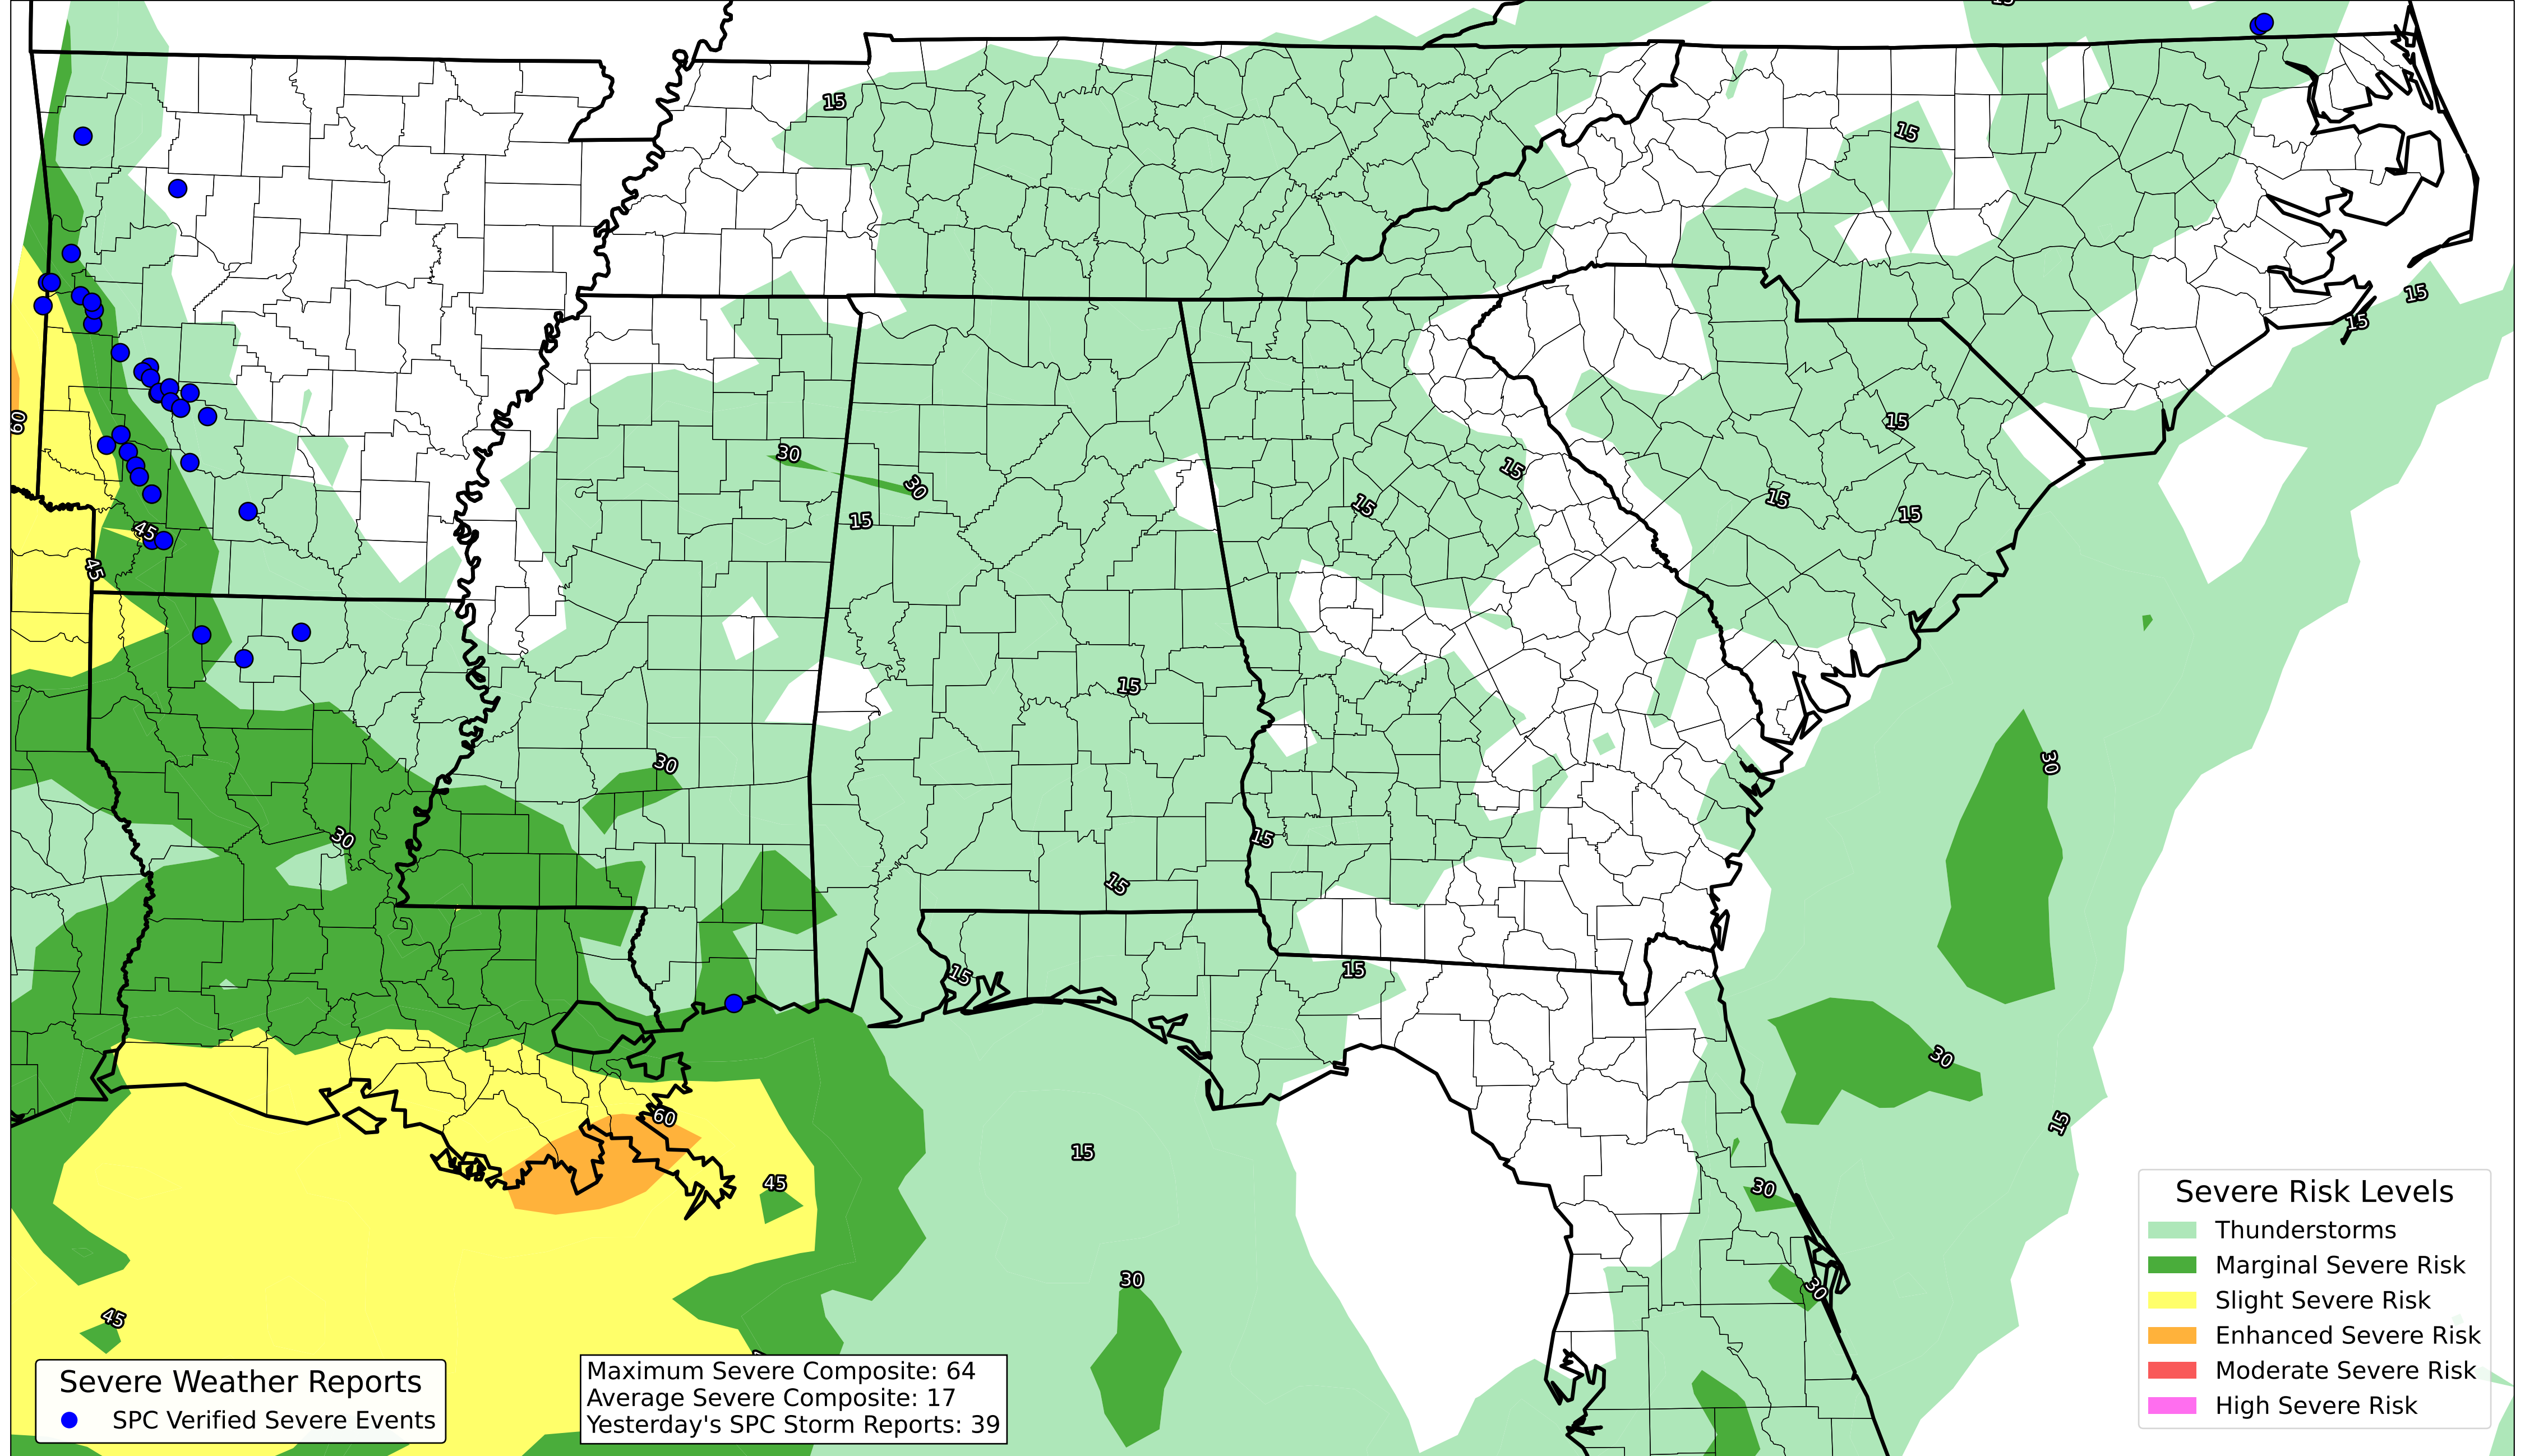 15
15
15
30
30
15
15
15
15
15
15
15
15
60
45
45
15
30
30
30
15
15
15
15
30
15
60
15
45
30
30
30
45
Severe Weather Reports
SPC Verified Severe Events
Maximum Severe Composite: 64
Average Severe Composite: 17
Yesterday's SPC Storm Reports: 39
Severe Risk Levels
Thunderstorms
Marginal Severe Risk
Slight Severe Risk
Enhanced Severe Risk
Moderate Severe Risk
High Severe Risk